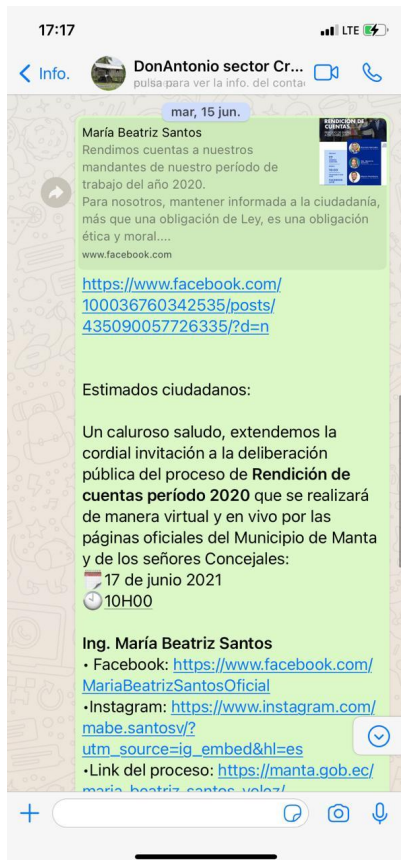 17:17
LTE
Info.
DonAntonio sector Cr...
pulsa para ver la info. del contac
mar, 15 jun.
María Beatriz Santos
Rendimos cuentas a nuestros
mandantes de nuestro período de
trabajo del año 2020.
Para nosotros, mantener informada a la ciudadanía,
más que una obligación de Ley, es una obligación
ética y moral....
www.facebook.com
RENDICIÓN DE
CUENTAS
https://www.facebook.com/
100036760342535/posts/
435090057726335/?d=n
Estimados ciudadanos:
Un caluroso saludo, extendemos la
cordial invitación a la deliberación
pública del proceso de Rendición de
cuentas período 2020 que se realizará
de manera virtual y en vivo por las
páginas oficiales del Municipio de Manta
y de los señores Concejales:
17 de junio 2021
10H00
Ing. María Beatriz Santos
• Facebook: https://www.facebook.com/
MariaBeatrizSantosOficial
•Instagram: https://www.instagram.com/
mabe.santosv/?
utm_source=ig_embed&hl=es
•Link del proceso: https://manta.gob.ec/
maria-beatriz-santos-velez/